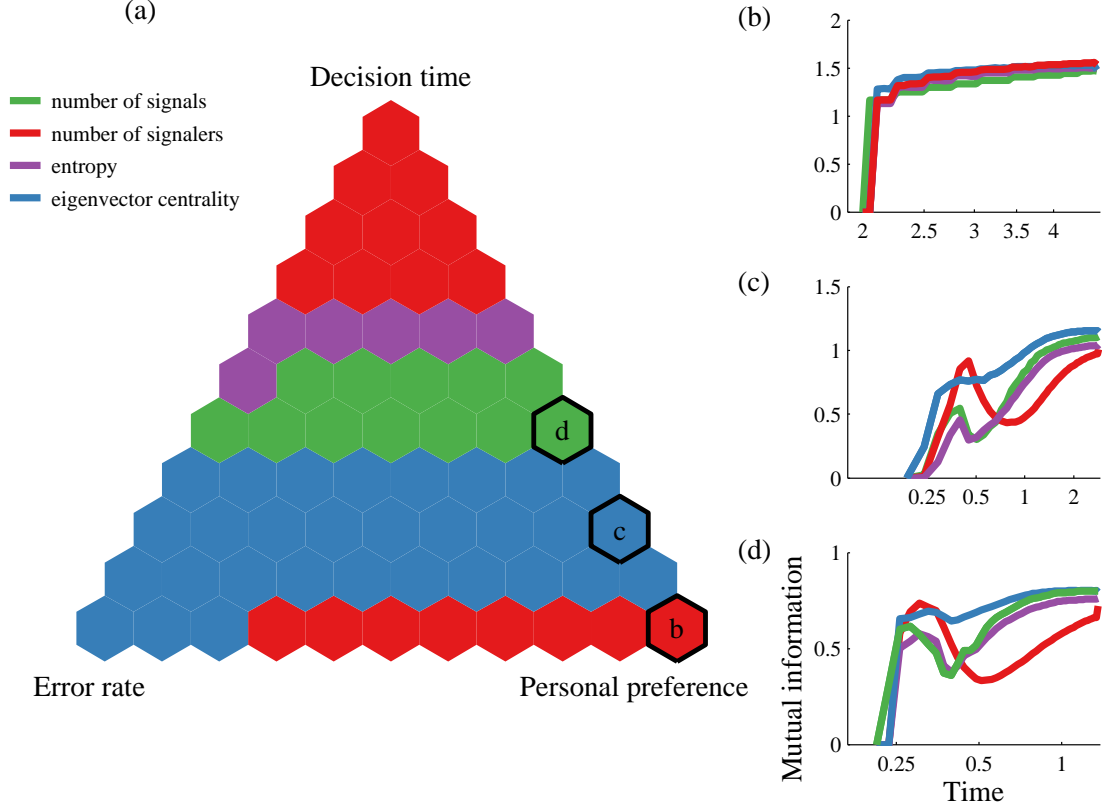 (a)
Decision time
number of signals
number of signalers
entropy
eigenvector centrality
d
c
b
Error rate
Personal preference
(b)
2
1.5
1
0.5
0
2
2.5
3
3.5
4
(c)
1.5
1
0.5
0
0.25
0.5
1
2
(d)
Mutual information
1
0.5
0
0.25
0.5
1
Time